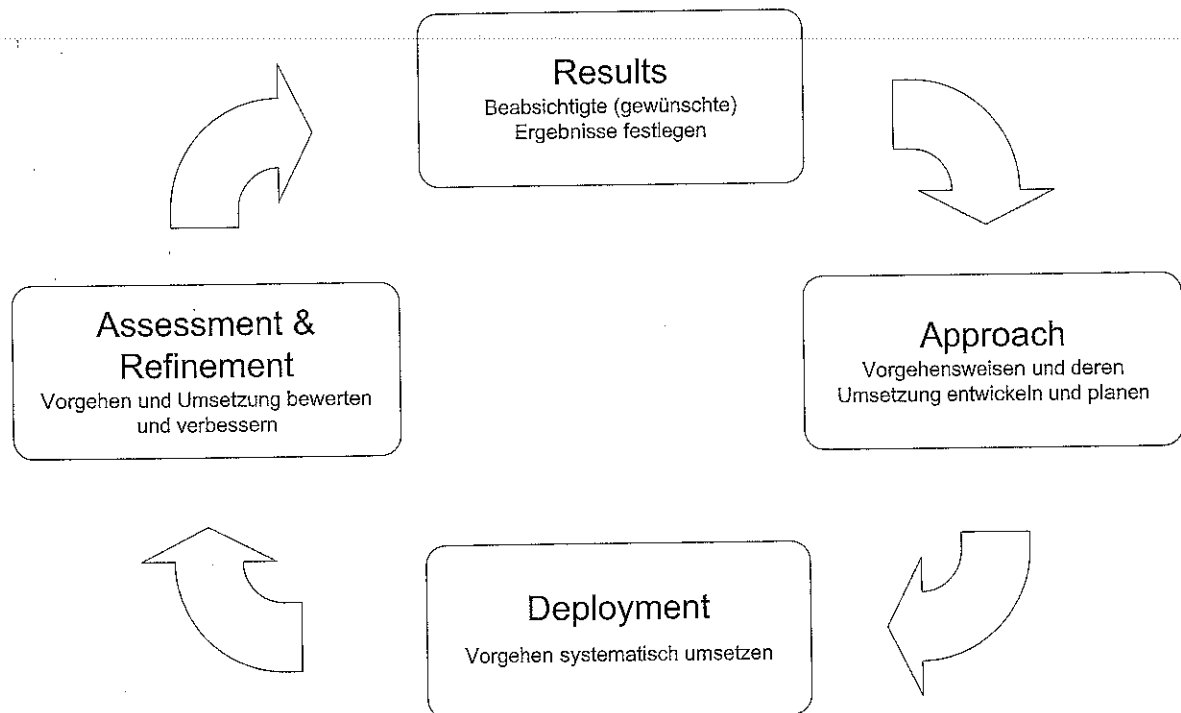 Results
Beabsichtigte (gewünschte)
Ergebnisse festlegen
Approach
Vorgehensweisen und deren
Umsetzung entwickeln und planen
Deployment
Vorgehen systematisch umsetzen
Assessment &
Refinement
Vorgehen und Umsetzung bewerten
und verbessern